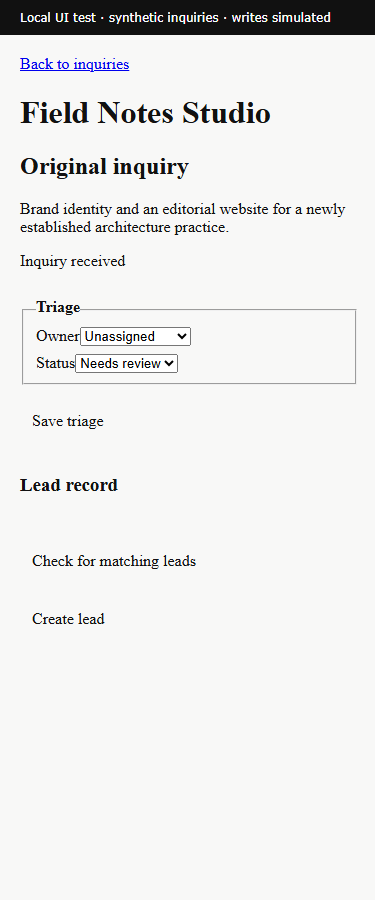 Local UI test · synthetic inquiries · writes simulated
Back to inquiries
Field Notes Studio
Original inquiry
Brand identity and an editorial website for a newly
established architecture practice.
Inquiry received
Triage
Owner Unassigned
Status Needs review
Save triage
Lead record
Check for matching leads
Create lead